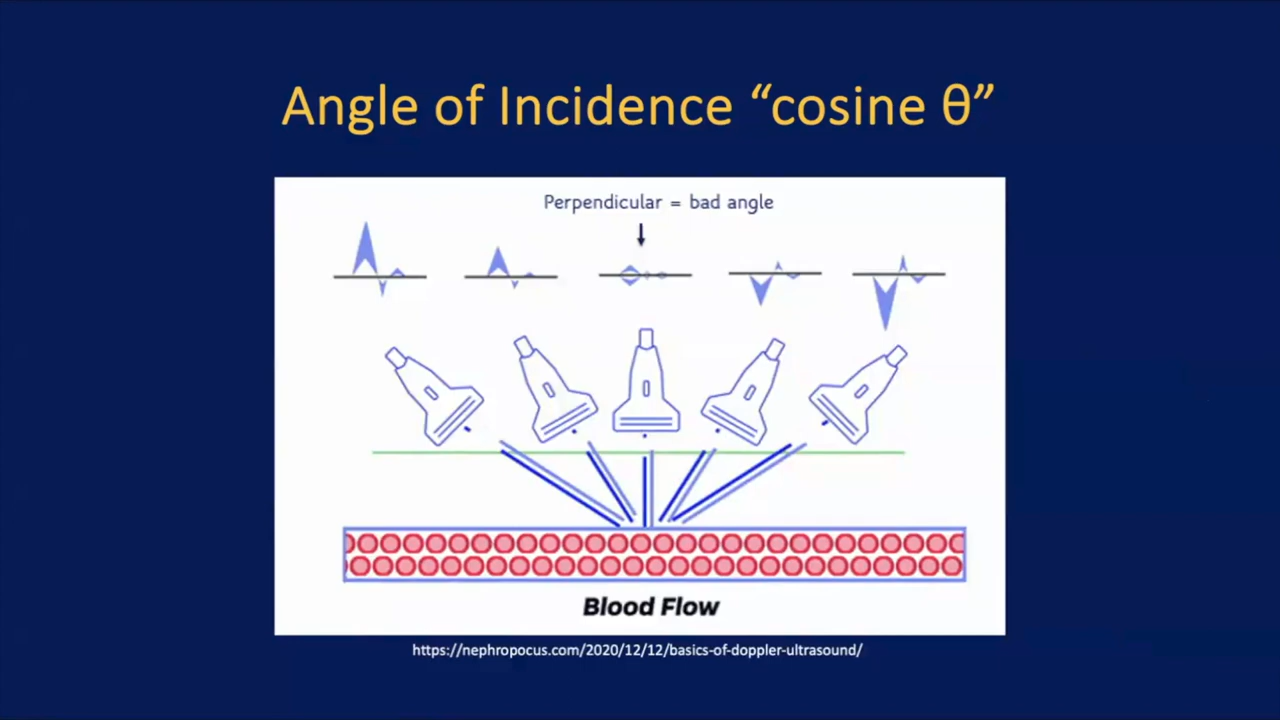 Angle of Incidence “cosine θ”
Perpendicular = bad angle
Blood Flow
https://nephropocus.com/2020/12/12/basics-of-doppler-ultrasound/